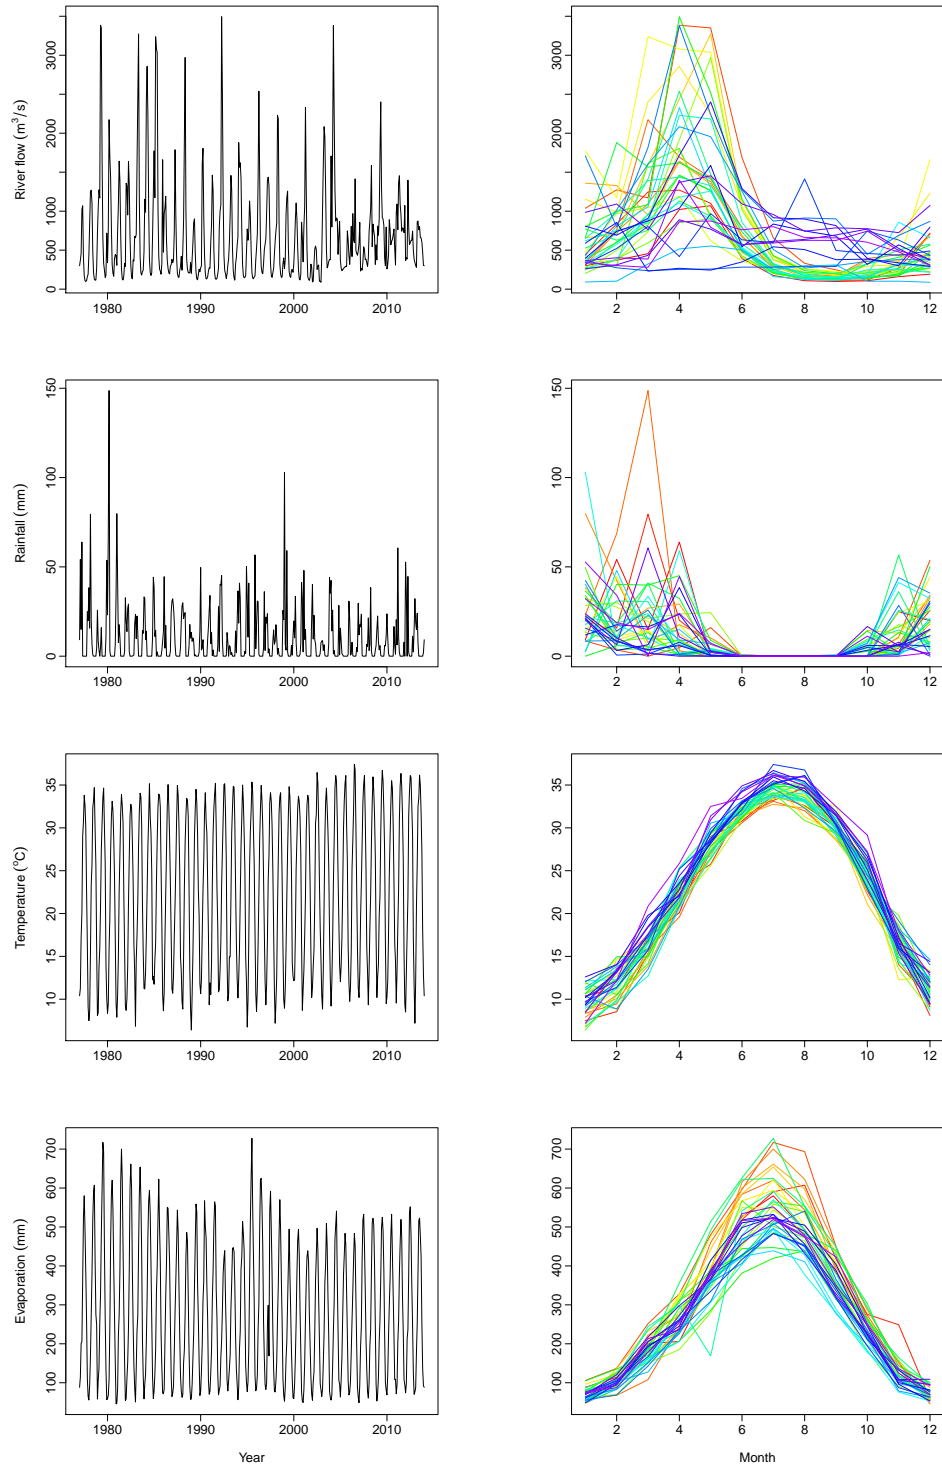 River flow (m³/s)
0 500 1000 2000 3000
1980 1990 2000 2010
2 4 6 8 10 12
0 500 1000 2000 3000
Rainfall (mm)
0 50 100 150
1980 1990 2000 2010
0 50 100 150
2 4 6 8 10 12
Temperature (°C)
10 15 20 25 30 35
1980 1990 2000 2010
10 15 20 25 30 35
2 4 6 8 10 12
Evaporation (mm)
100 200 300 400 500 600 700
1980 1990 2000 2010
Year
100 200 300 400 500 600 700
2 4 6 8 10 12
Month